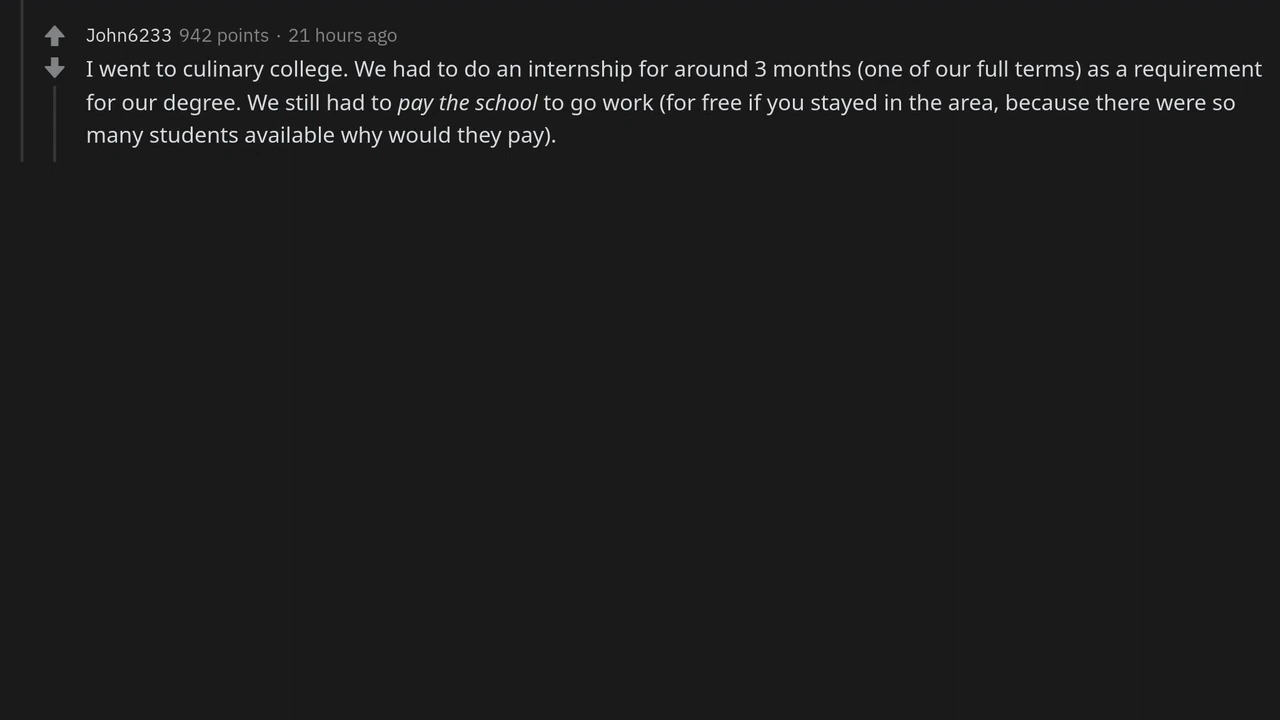 John6233 942 points · 21 hours ago
I went to culinary college. We had to do an internship for around 3 months (one of our full terms) as a requirement
for our degree. We still had to pay the school to go work (for free if you stayed in the area, because there were so
many students available why would they pay).